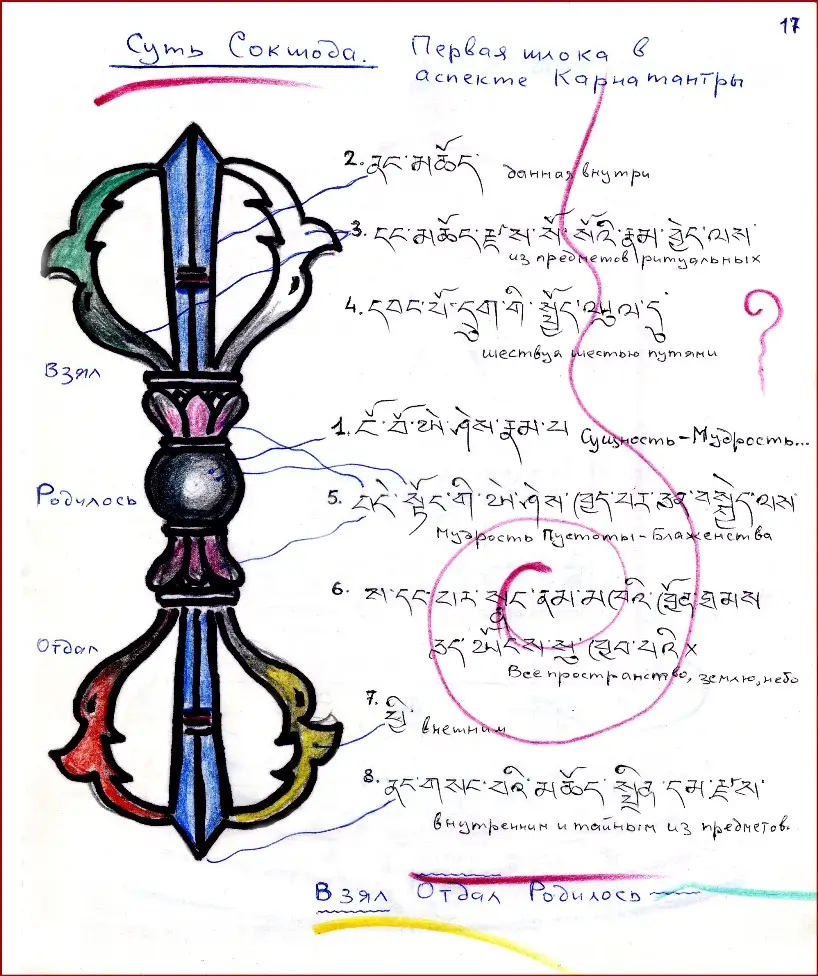 17
Суть Сокшода. Первая шлока в
аспекте Карматантры
2. ནང་མཆོད་ данная внутри
3. དང་མཆོད་རྫས་སོ་སོའི་རྣམ་བྱེད་ལས་
из предметов ритуальных
4. དབང་པོ་དྲུག་གི་སྤྱོད་ཡུལ་དུ་
?
шествуя шестью путями
Взял
1. ངོ་བོ་ཡེ་ཤེས་རྣམ་པ Сущность-Мудрость...
Родилось
5. བདེ་སྟོང་གི་ཡེ་ཤེས་ཁྱད་པར་ཅན་བསྐྱེད་པས
Мудрость Пустоты-Блаженства
6. ས་དང་བར་སྣང་ནམ་མཁའི་ཁྱོན་ཐམས
ཅད་ཡོངས་སུ་ཁྱབ་པའི x
Отдал
Все пространство, землю, небо
7. ཕྱི་ внешним
8. ནང་གསང་བའི་མཆོད་སྤྲིན་དམ་རྫས་
внутренним и тайным из предметов.
Взял Отдал Родилось